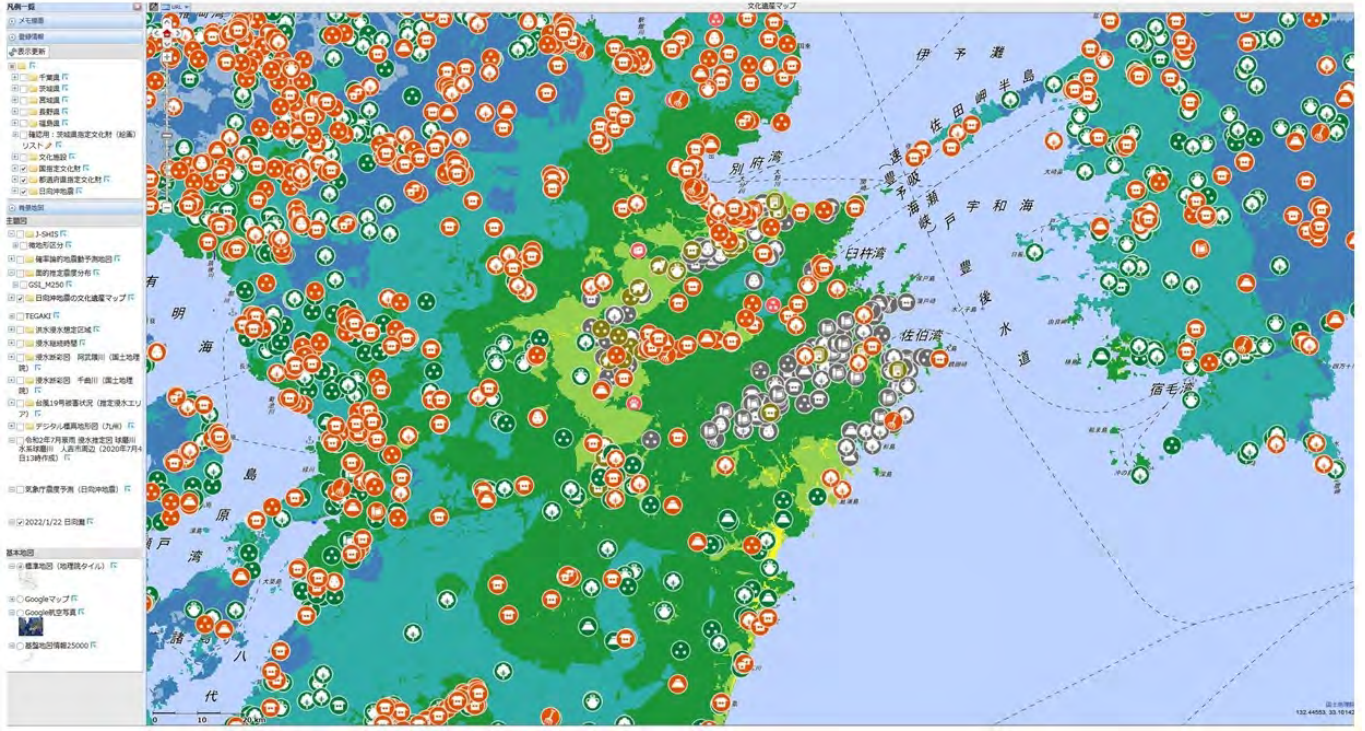 凡例一覧
メモ機能
登録情報
表示更新
千葉県
茨城県
宮城県
長野県
福島県
確認用:茨城県指定文化財(絵画)
リスト
文化施設
国指定文化財
都道府県指定文化財
日向沖地震
背景地図
主題図
J-SHIS
微地形区分
確率論的地震動予測地図
面的推定震度分布
GSI_M250
日向沖地震の文化遺産マップ
TEGAKI
洪水浸水想定区域
浸水継続時間
浸水断彩図 阿武隈川(国土地理
院)
浸水断彩図 千曲川(国土地理
院)
台風19号被害状況(推定浸水エリ
ア)
デジタル標高地形図(九州)
令和2年7月豪雨 浸水推定図 球磨川
水系球磨川 人吉市周辺(2020年7月4
日13時作成)
気象庁震度予測(日向沖地震)
2022/1/22 日向灘
基本地図
標準地図(地理院タイル)
Googleマップ
Google航空写真
基盤地図情報25000
URL
文化遺産マップ
伊予灘
佐田岬半島
別府湾
速吸瀬戸
豊予海峡
宇和海
臼杵湾
豊後水道
佐伯湾
宿毛湾
有明海
島原湾
八代
0 10 20 km